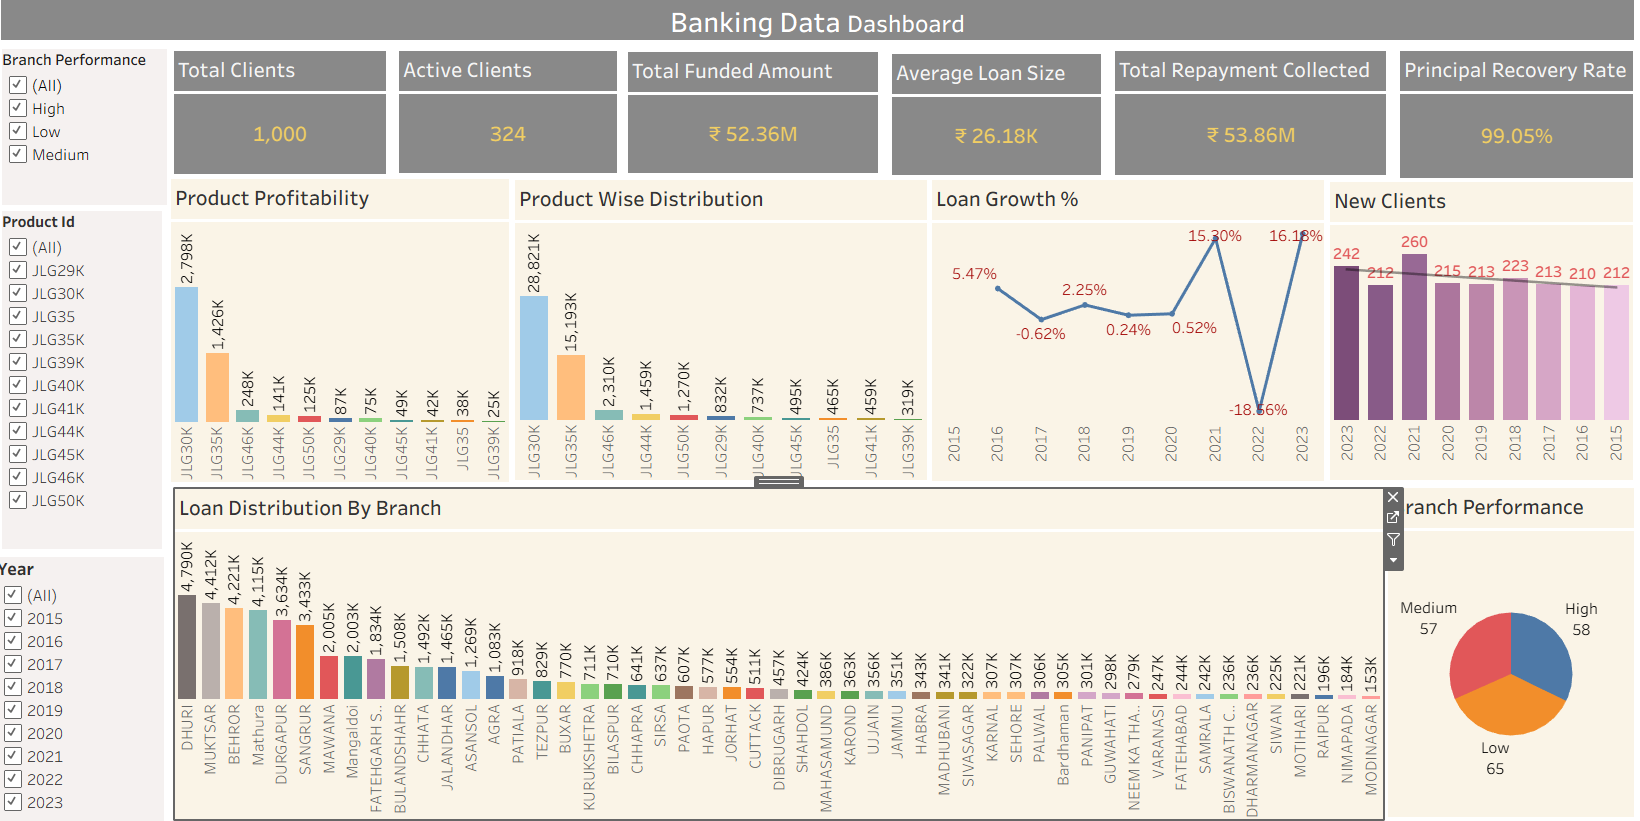 Banking Data Dashboard
Branch Performance
(All)
High
Low
Medium
Product Id
(All)
JLG29K
JLG30K
JLG35
JLG35K
JLG39K
JLG40K
JLG41K
JLG44K
JLG45K
JLG46K
JLG50K
Year
(All)
2015
2016
2017
2018
2019
2020
2021
2022
2023
Total Clients
1,000
Active Clients
324
Total Funded Amount
₹ 52.36M
Average Loan Size
₹ 26.18K
Total Repayment Collected
₹ 53.86M
Principal Recovery Rate
99.05%
Product Profitability
2,798K
1,426K
248K
141K
125K
87K
75K
49K
42K
38K
25K
JLG30K
JLG35K
JLG46K
JLG44K
JLG50K
JLG29K
JLG40K
JLG45K
JLG41K
JLG35
JLG39K
Product Wise Distribution
28,821K
15,193K
2,310K
1,459K
1,270K
832K
737K
495K
465K
459K
319K
JLG30K
JLG35K
JLG46K
JLG44K
JLG50K
JLG29K
JLG40K
JLG45K
JLG35
JLG41K
JLG39K
Loan Growth %
5.47%
-0.62%
2.25%
0.24%
0.52%
15.30%
-18.66%
16.18%
2015
2016
2017
2018
2019
2020
2021
2022
2023
New Clients
242
212
260
215
213
223
213
210
212
2023
2022
2021
2020
2019
2018
2017
2016
2015
Loan Distribution By Branch
4,790K
4,412K
4,221K
4,115K
3,634K
3,433K
2,005K
2,003K
1,834K
1,508K
1,492K
1,465K
1,269K
1,083K
918K
829K
770K
711K
710K
641K
637K
607K
577K
554K
511K
457K
424K
386K
363K
356K
351K
343K
341K
322K
307K
307K
306K
305K
301K
298K
279K
247K
244K
242K
236K
236K
225K
221K
196K
184K
153K
DHURI
MUKTSAR
BEHROR
Mathura
DURGAPUR
SANGRUR
MAWANA
Mangaldoi
FATEHGARH S..
BULANDSHAHR
CHHATA
JALANDHAR
ASANSOL
AGRA
PATIALA
TEZPUR
BUXAR
KURUKSHETRA
BILASPUR
CHHAPRA
SIRSA
PAOTA
HAPUR
JORHAT
CUTTACK
DIBRUGARH
SHAHDOL
MAHASAMUND
KAROND
UJJAIN
JAMMU
HABRA
MADHUBANI
SIVASAGAR
KARNAL
SEHORE
PALWAL
Bardhaman
PANIPAT
GUWAHATI
NEEM KA THA..
VARANASI
FATEHABAD
SAMRALA
BISWANATH C..
DHARMANAGAR
SIWAN
MOTIHARI
RAIPUR
NIMAPADA
MODINAGAR
ranch Performance
Medium
57
High
58
Low
65